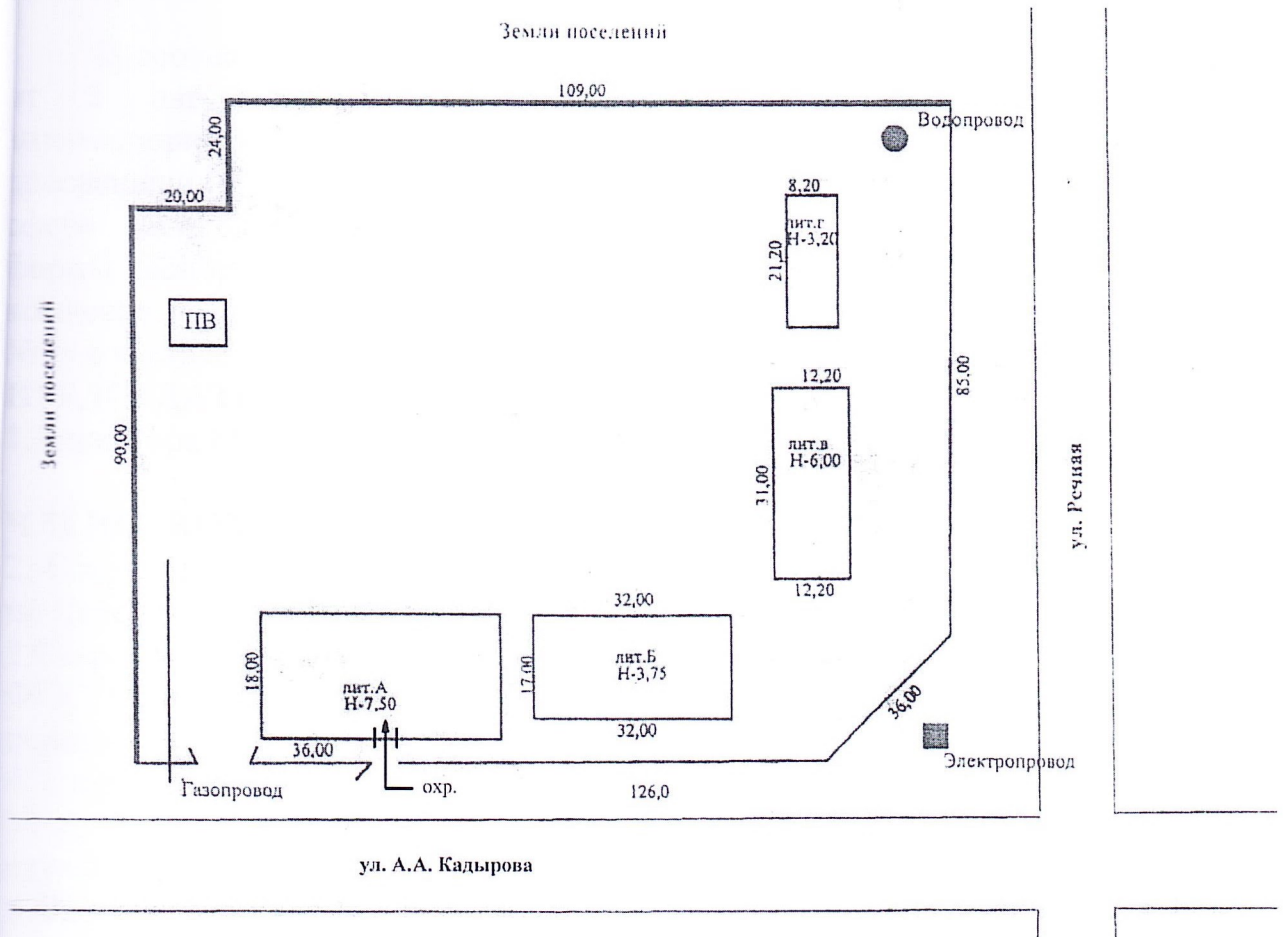 Земли поселений
109,00
Водопровод
24,00
20,00
8,20
лит.г
Н-3,20
21,20
ПВ
Земли поселений
90,00
85,00
12,20
лит.в
Н-6,00
31,00
12,20
ул. Речная
32,00
18,00
лит.А
Н-7,50
17,00
лит.Б
Н-3,75
32,00
36,00
36,00
Электропровод
Газопровод
охр.
126,0
ул. А.А. Кадырова